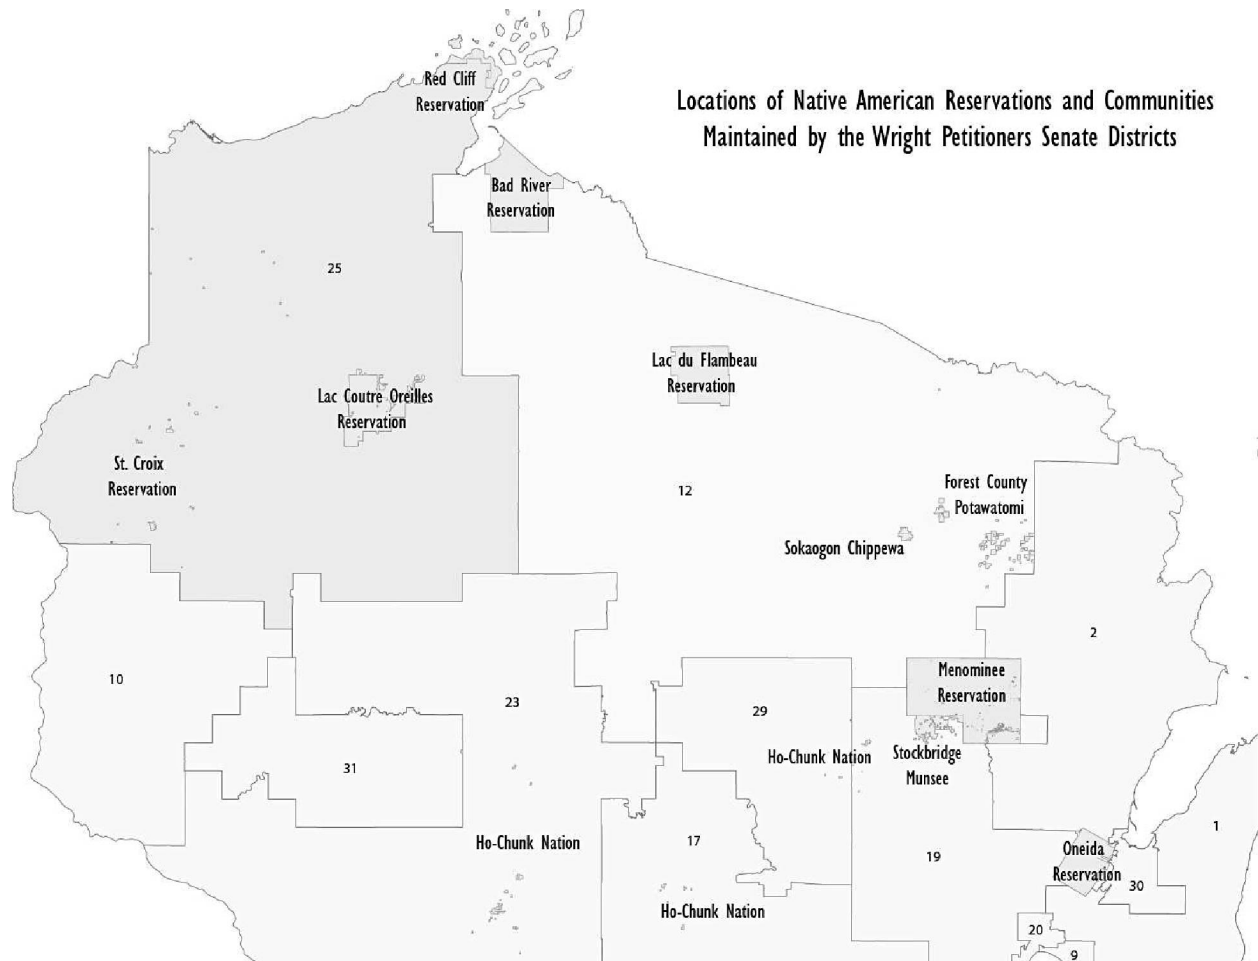 Locations of Native American Reservations and Communities
Maintained by the Wright Petitioners Senate Districts
Red Cliff
Reservation
Bad River
Reservation
25
Lac du Flambeau
Reservation
Lac Coutre Oreilles
Reservation
St. Croix
Reservation
12
Forest County
Potawatomi
Sokaogon Chippewa
2
Menominee
Reservation
10
23
29
31
Ho-Chunk Nation
Stockbridge
Munsee
Ho-Chunk Nation
17
19
1
Oneida
Reservation
30
Ho-Chunk Nation
20
9